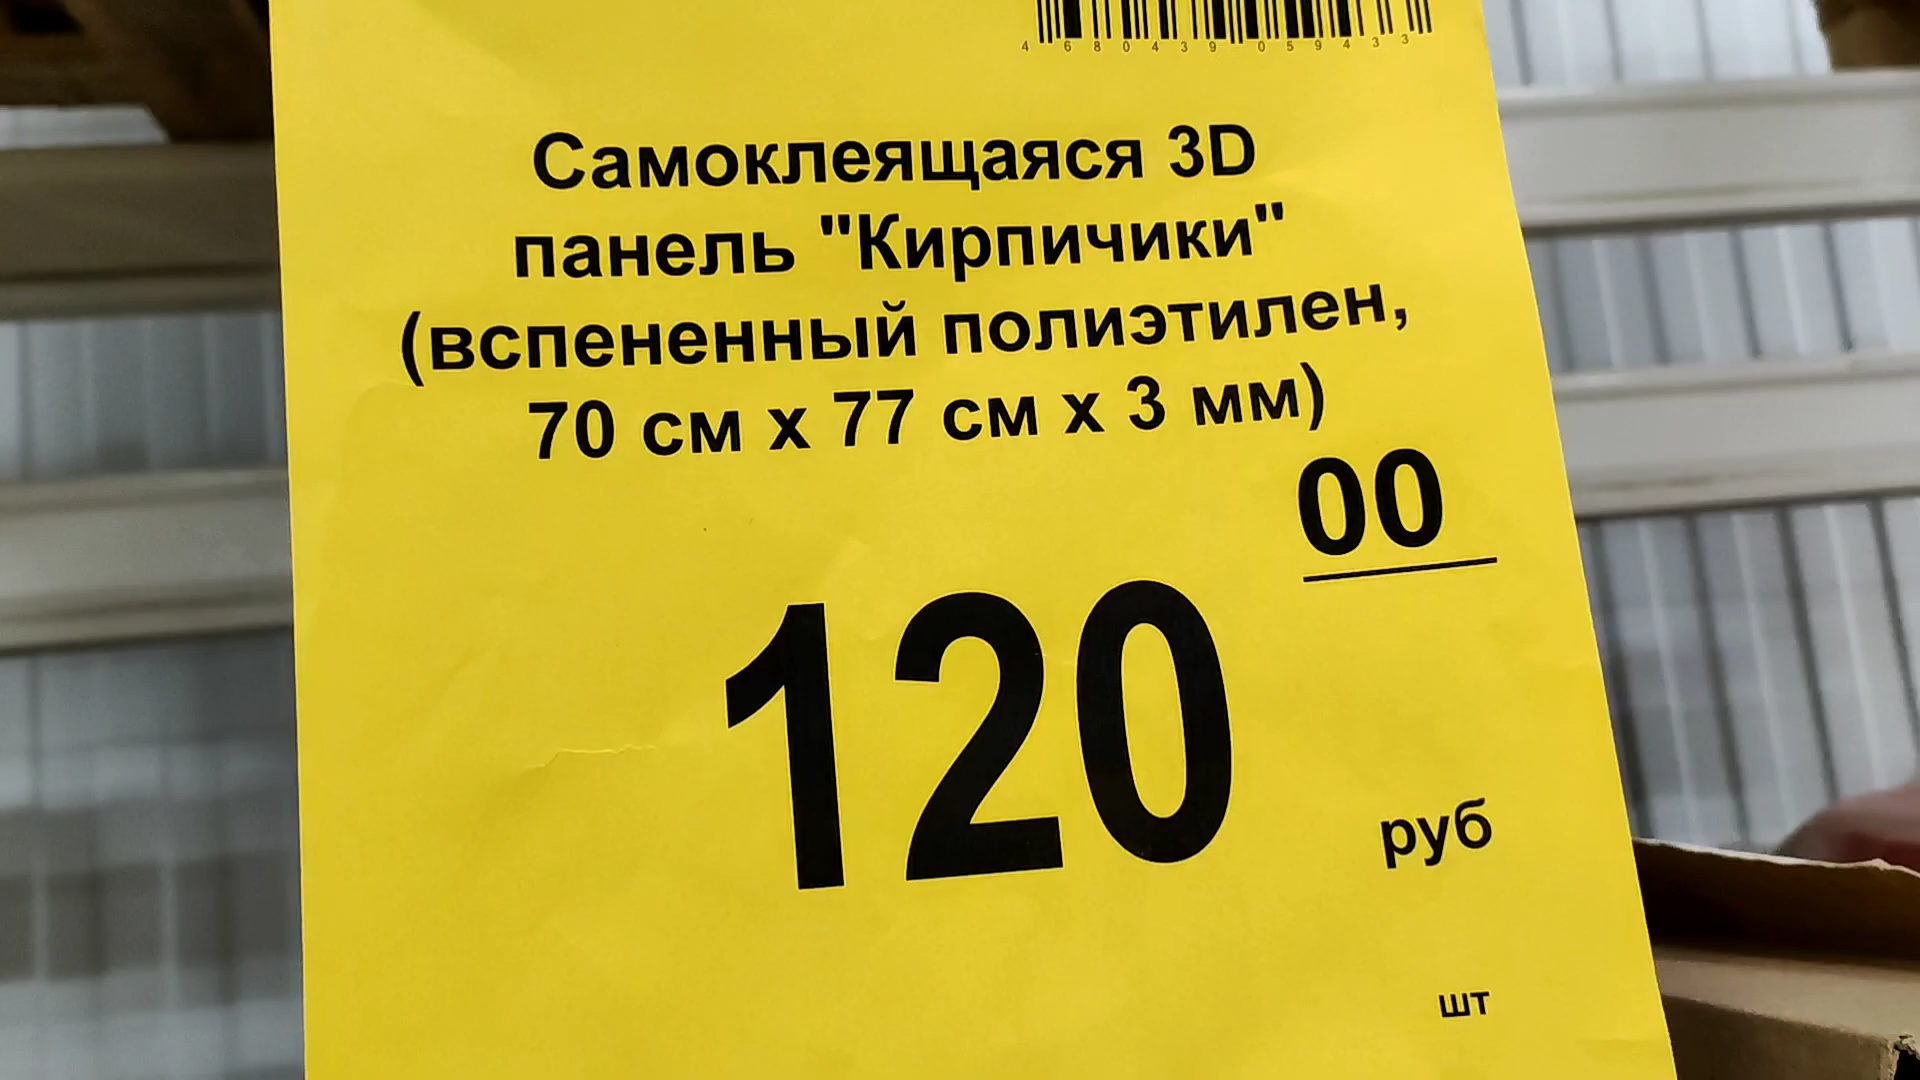 4680439059433
Самоклеящаяся 3D
панель "Кирпичики"
(вспененный полиэтилен,
70 см х 77 см х 3 мм)
00
120
руб
шт